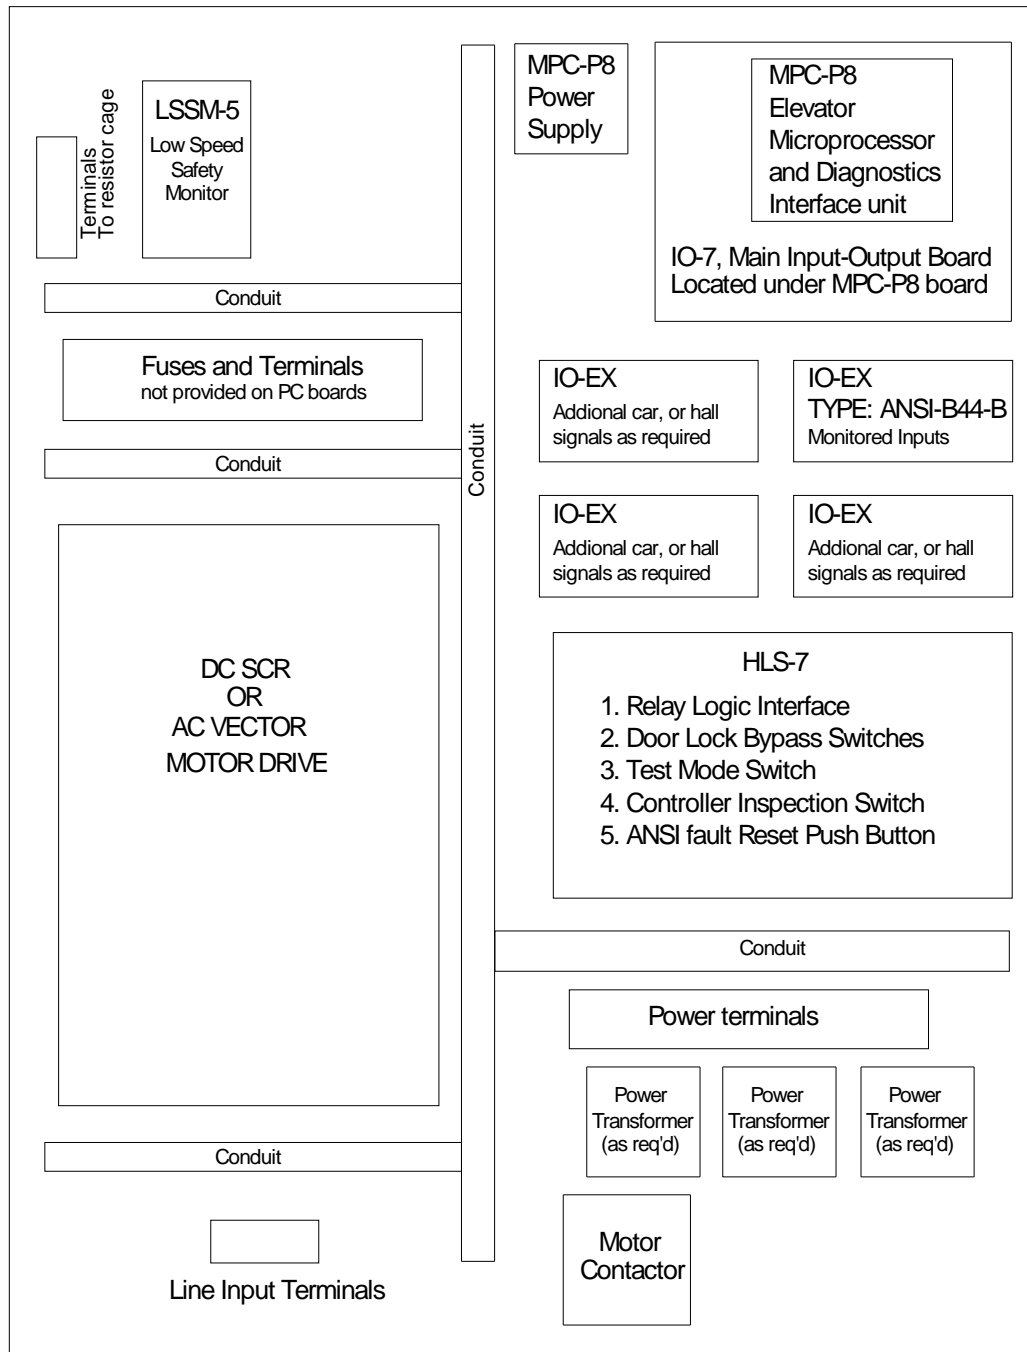 Terminals
To resistor cage
LSSM-5
Low Speed
Safety
Monitor
MPC-P8
Power
Supply
MPC-P8
Elevator
Microprocessor
and Diagnostics
Interface unit
IO-7, Main Input-Output Board
Located under MPC-P8 board
Conduit
Fuses and Terminals
not provided on PC boards
Conduit
Conduit
IO-EX
Addional car, or hall
signals as required
IO-EX
TYPE: ANSI-B44-B
Monitored Inputs
IO-EX
Addional car, or hall
signals as required
IO-EX
Addional car, or hall
signals as required
DC SCR
OR
AC VECTOR
MOTOR DRIVE
HLS-7
1. Relay Logic Interface
2. Door Lock Bypass Switches
3. Test Mode Switch
4. Controller Inspection Switch
5. ANSI fault Reset Push Button
Conduit
Power terminals
Power
Transformer
(as req'd)
Power
Transformer
(as req'd)
Power
Transformer
(as req'd)
Conduit
Line Input Terminals
Motor
Contactor